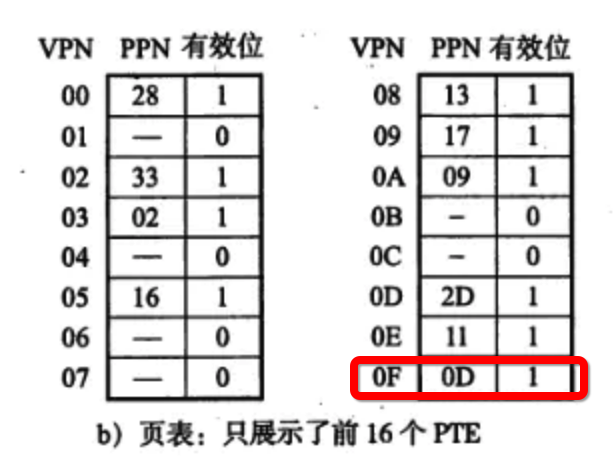 VPN PPN 有效位 VPN PPN 有效位
00 28 1 08 13 1
01 — 0 09 17 1
02 33 1 0A 09 1
03 02 1 0B – 0
04 — 0 0C – 0
05 16 1 0D 2D 1
06 — 0 0E 11 1
07 — 0 0F 0D 1
b) 页表：只展示了前 16 个 PTE